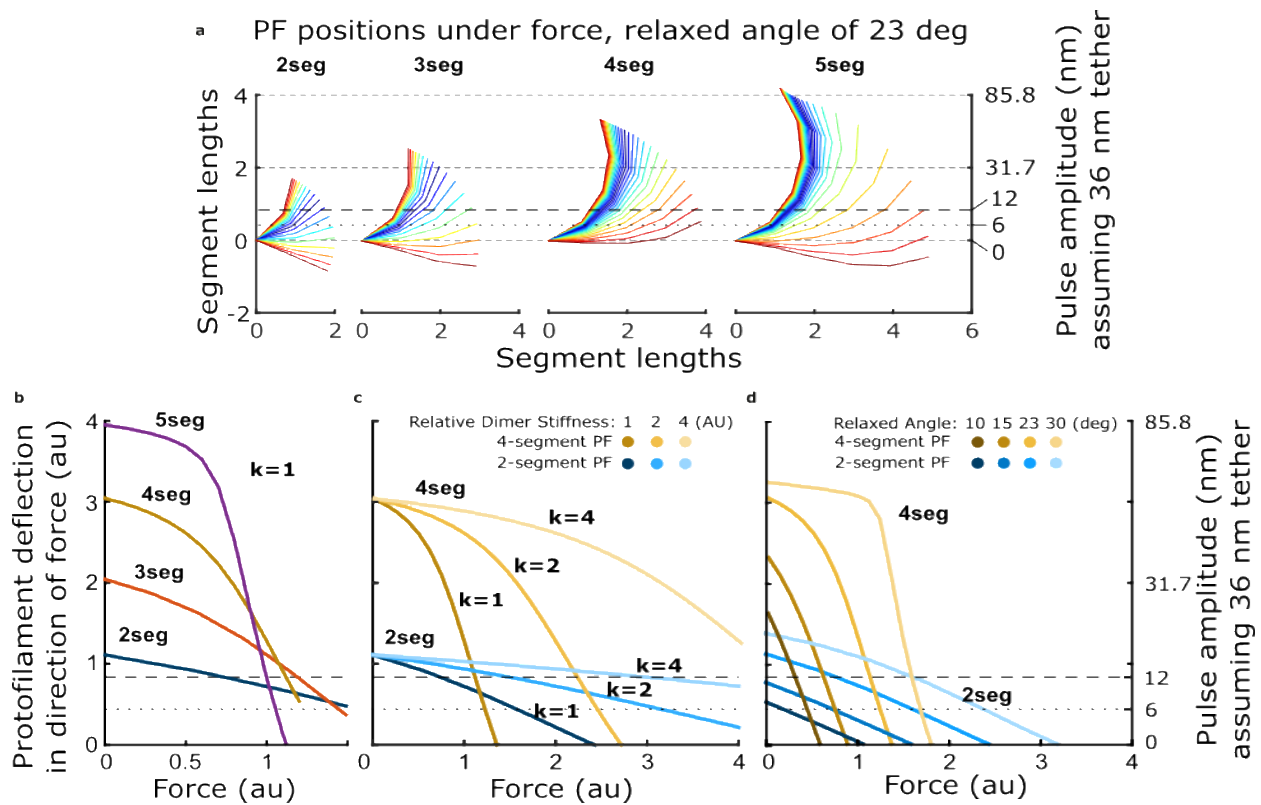 a PF positions under force, relaxed angle of 23 deg
2seg 3seg 4seg 5seg
Segment lengths
4
2
0
-2
0 2 0 2 4 0 2 4 0 2 4 6
Segment lengths
85.8
31.7
12
6
0
Pulse amplitude (nm)
assuming 36 nm tether
b
Protofilament deflection
in direction of force (au)
4
3
2
1
0
5seg
k=1
4seg
3seg
2seg
0 0.5 1
Force (au)
c
Relative Dimer Stiffness: 1 2 4 (AU)
4-segment PF
2-segment PF
4seg
k=4
k=2
k=1
2seg
k=4
k=2
k=1
0 1 2 3 4
Force (au)
d
Relaxed Angle: 10 15 23 30 (deg)
4-segment PF
2-segment PF
4seg
2seg
0 1 2 3 4
Force (au)
85.8
31.7
12
6
0
Pulse amplitude (nm)
assuming 36 nm tether